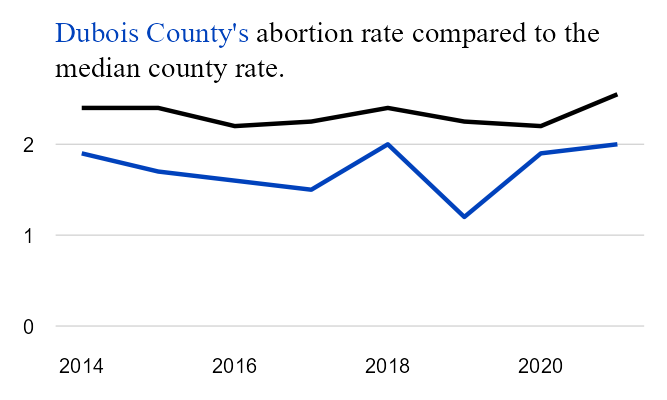 Dubois County's abortion rate compared to the
median county rate.
2
1
0
2014 2016 2018 2020